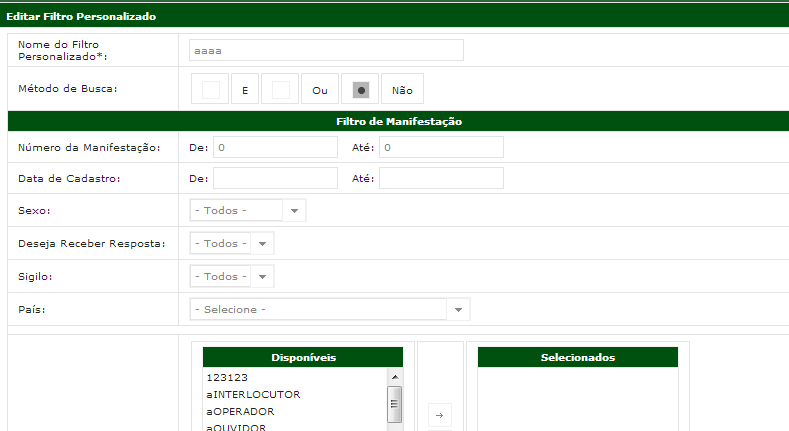 Editar Filtro Personalizado
Nome do Filtro
Personalizado*:
aaaa
Método de Busca:
E
Ou
Não
Filtro de Manifestação
Número da Manifestação:
De: 0
Até: 0
Data de Cadastro:
De:
Até:
Sexo:
- Todos -
Deseja Receber Resposta:
- Todos -
Sigilo:
- Todos -
País:
- Selecione -
Disponíveis
Selecionados
123123
aINTERLOCUTOR
aOPERADOR
aOUVIDOR